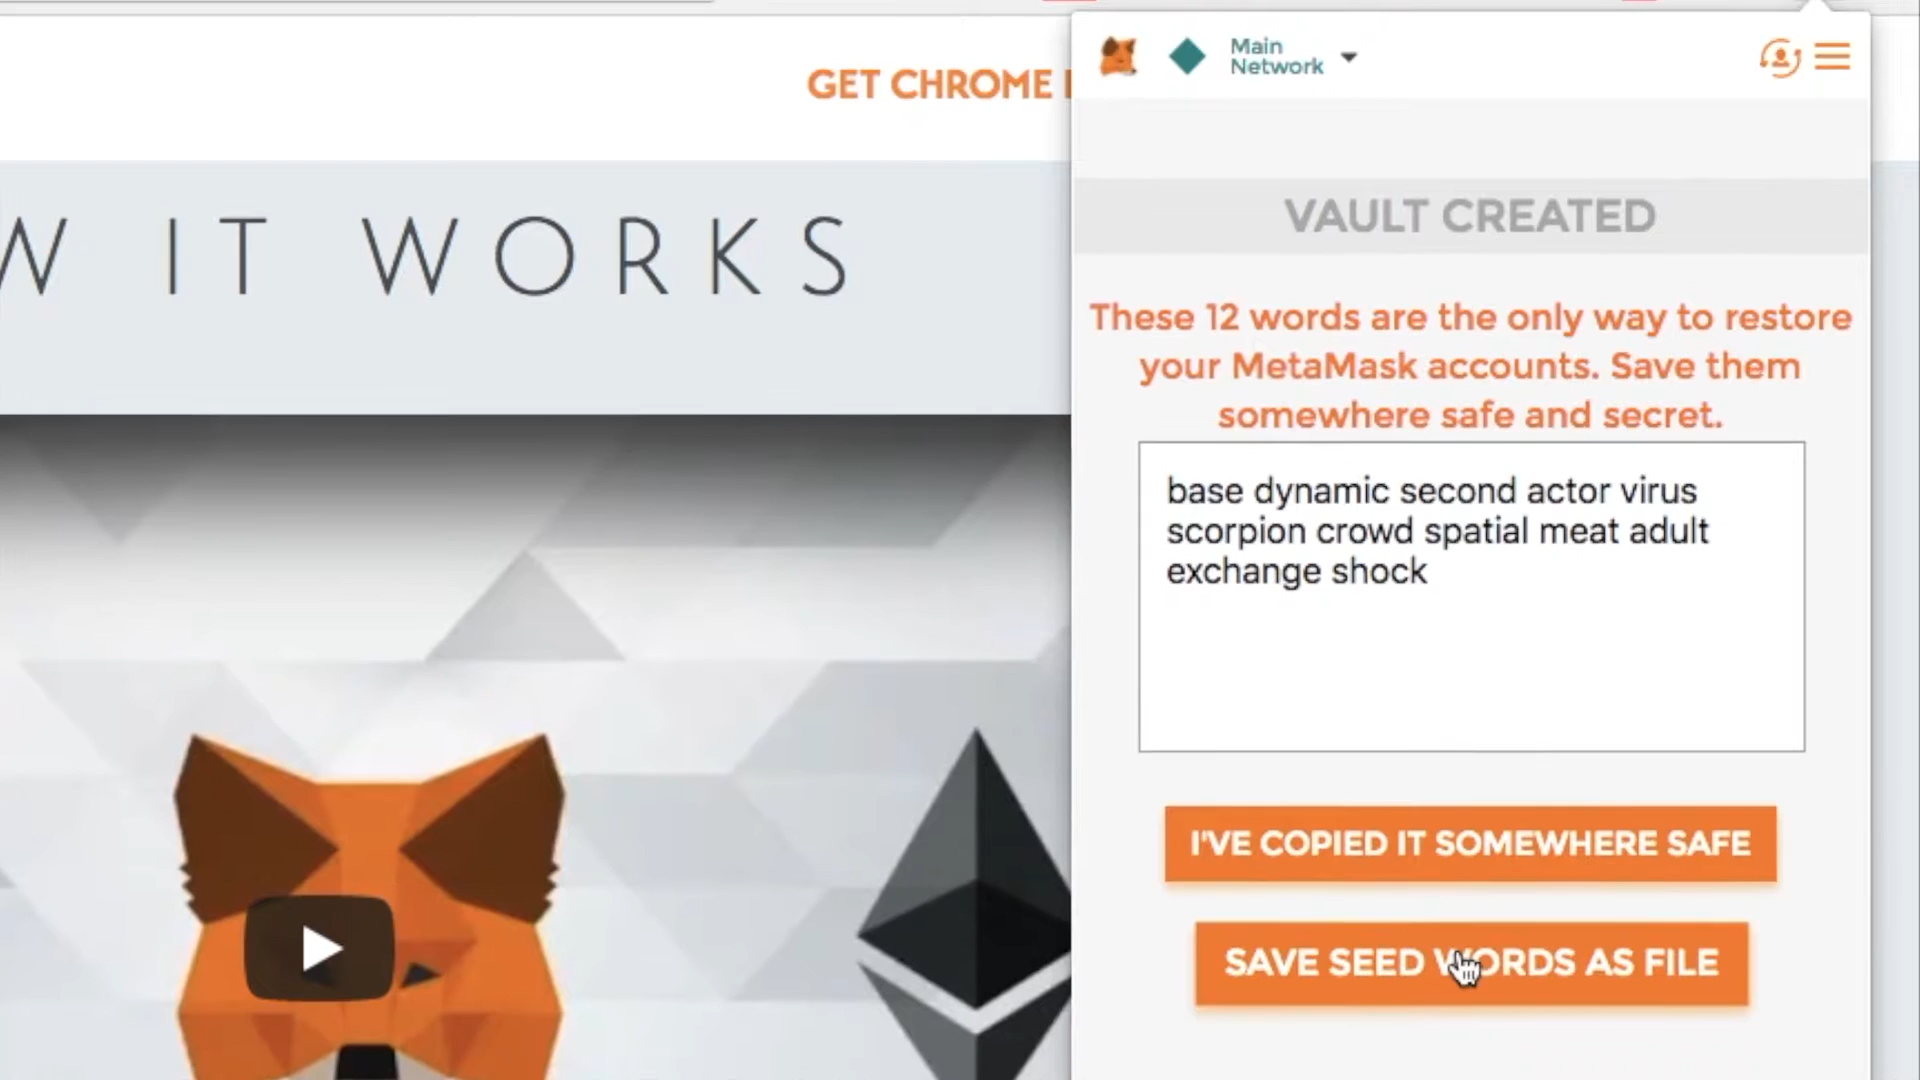 GET CHROME
Main
Network
W IT WORKS
VAULT CREATED
These 12 words are the only way to restore
your MetaMask accounts. Save them
somewhere safe and secret.
base dynamic second actor virus
scorpion crowd spatial meat adult
exchange shock
I'VE COPIED IT SOMEWHERE SAFE
SAVE SEED WORDS AS FILE